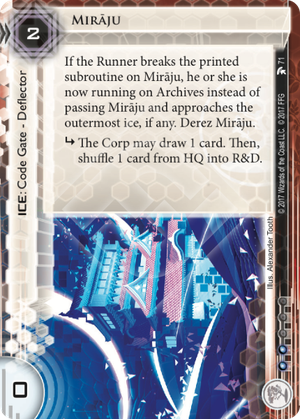 2
MIRĀJU
If the Runner breaks the printed
subroutine on Mirāju, he or she is
now running on Archives instead of
passing Mirāju and approaches the
outermost ice, if any. Derez Mirāju.
↳ The Corp may draw 1 card. Then,
shuffle 1 card from HQ into R&D.
ICE: Code Gate - Deflector
71
© 2017 Wizards of the Coast LLC. © 2017 FFG
Illus. Alexander Tooth
0